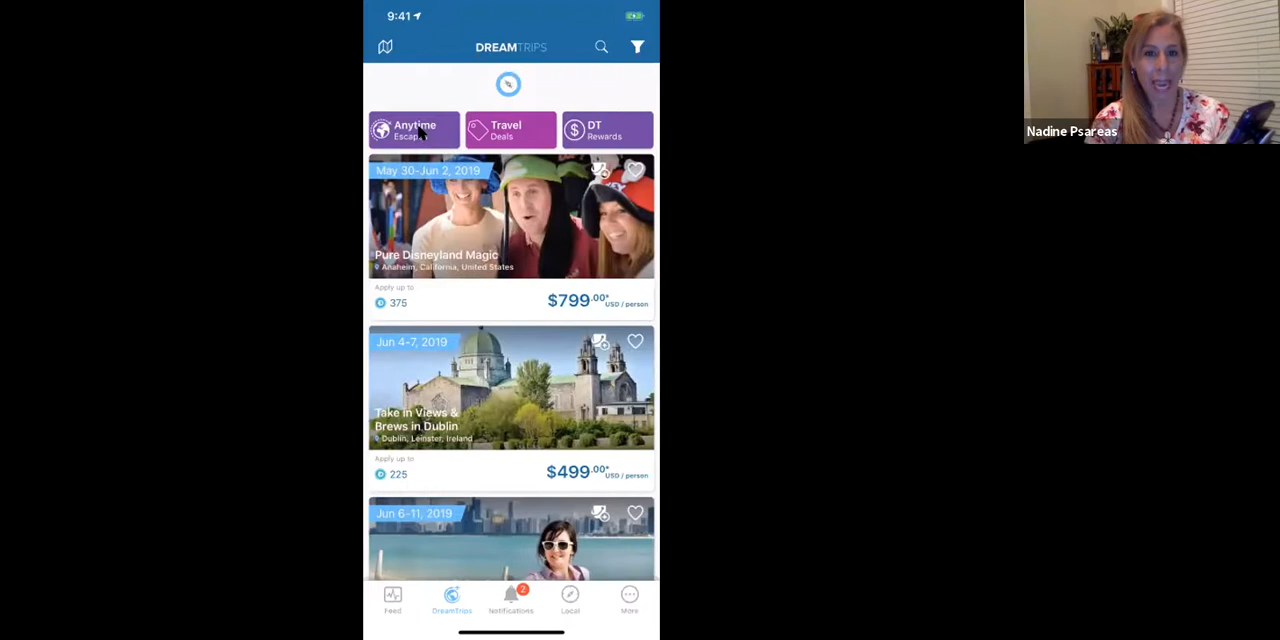 9:41
DREAMTRIPS
Anytime
Escapes
Travel
Deals
DT
Rewards
May 30-Jun 2, 2019
Pure Disneyland Magic
Anaheim, California, United States
Apply up to
375
$799.00*
USD / person
Jun 4-7, 2019
Take in Views &
Brews in Dublin
Dublin, Leinster, Ireland
Apply up to
225
$499.00*
USD / person
Jun 6-11, 2019
Feed
DreamTrips
2
Notifications
Local
More
Nadine Psareas